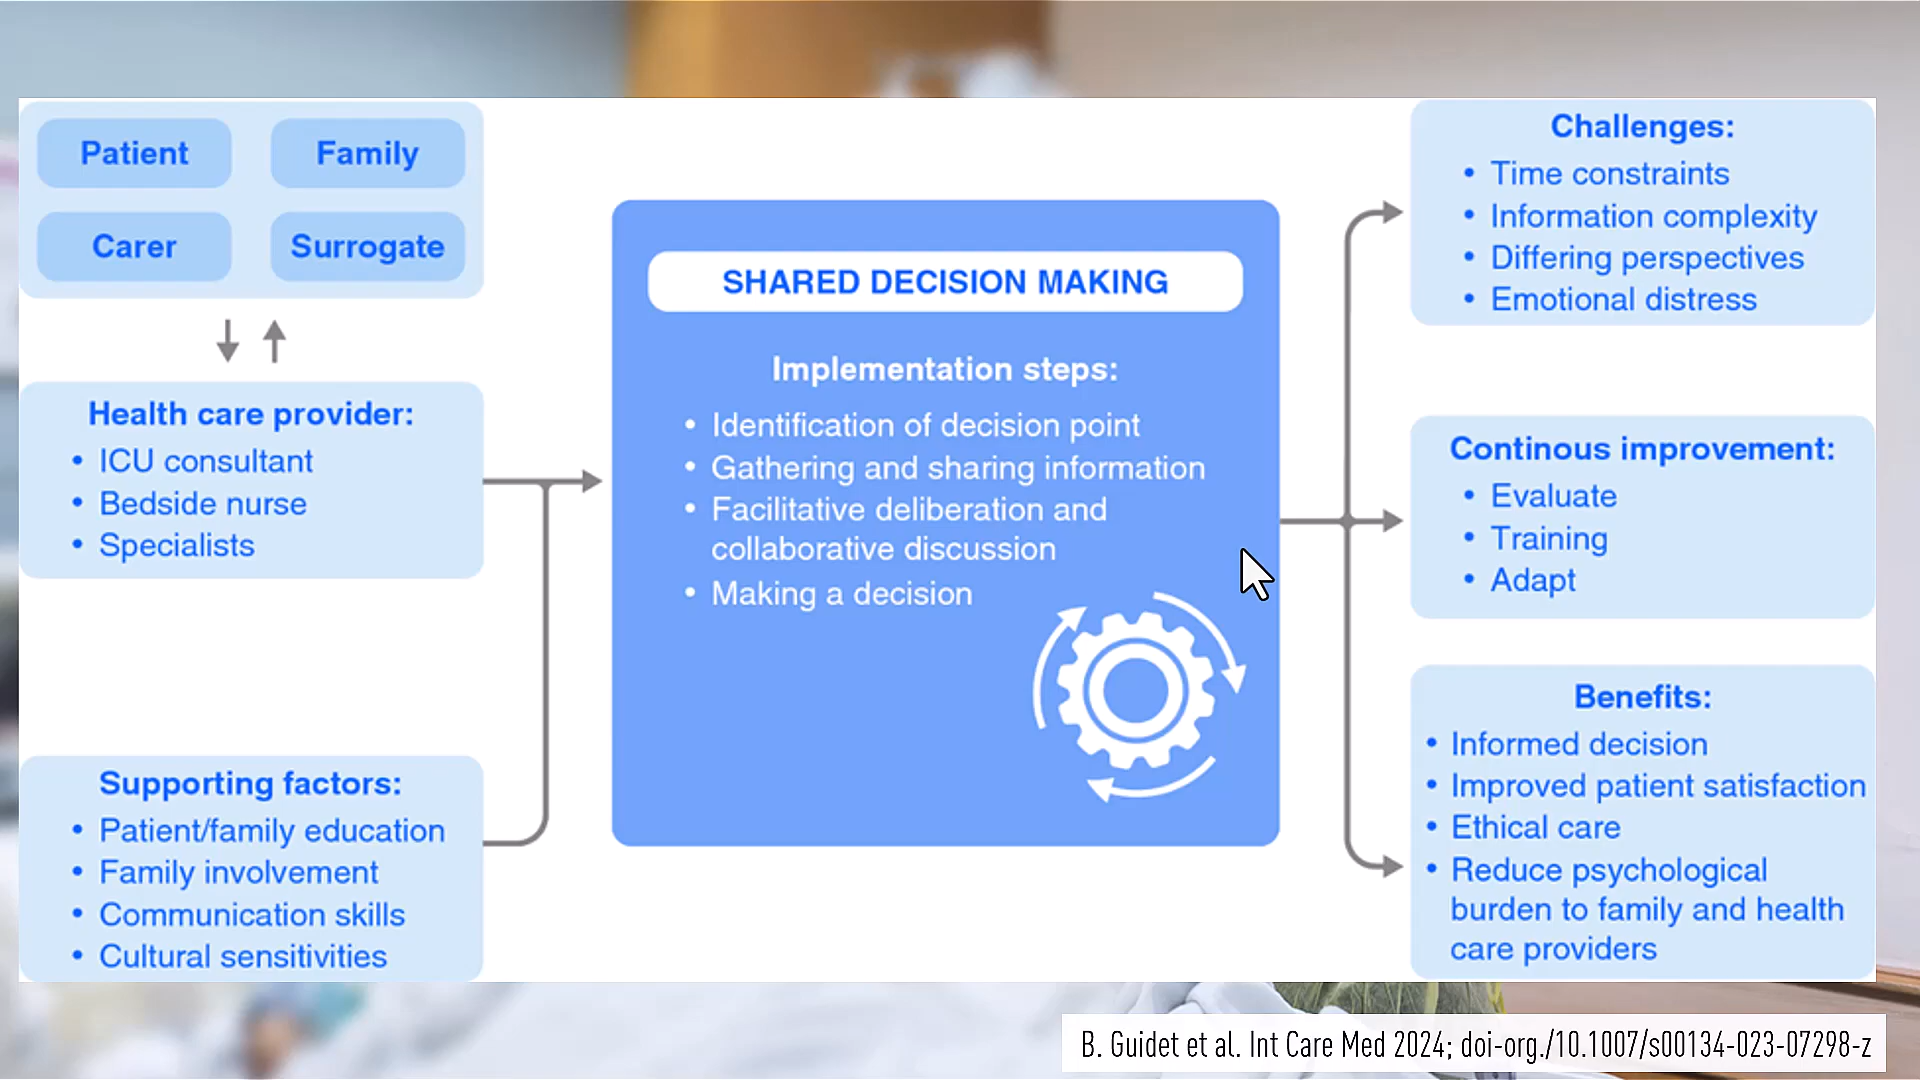 Patient
Family
Carer
Surrogate
Health care provider:
• ICU consultant
• Bedside nurse
• Specialists
Supporting factors:
• Patient/family education
• Family involvement
• Communication skills
• Cultural sensitivities
SHARED DECISION MAKING
Implementation steps:
• Identification of decision point
• Gathering and sharing information
• Facilitative deliberation and
collaborative discussion
• Making a decision
Challenges:
• Time constraints
• Information complexity
• Differing perspectives
• Emotional distress
Continous improvement:
• Evaluate
• Training
• Adapt
Benefits:
• Informed decision
• Improved patient satisfaction
• Ethical care
• Reduce psychological
burden to family and health
care providers
B. Guidet et al. Int Care Med 2024; doi-org./10.1007/s00134-023-07298-z